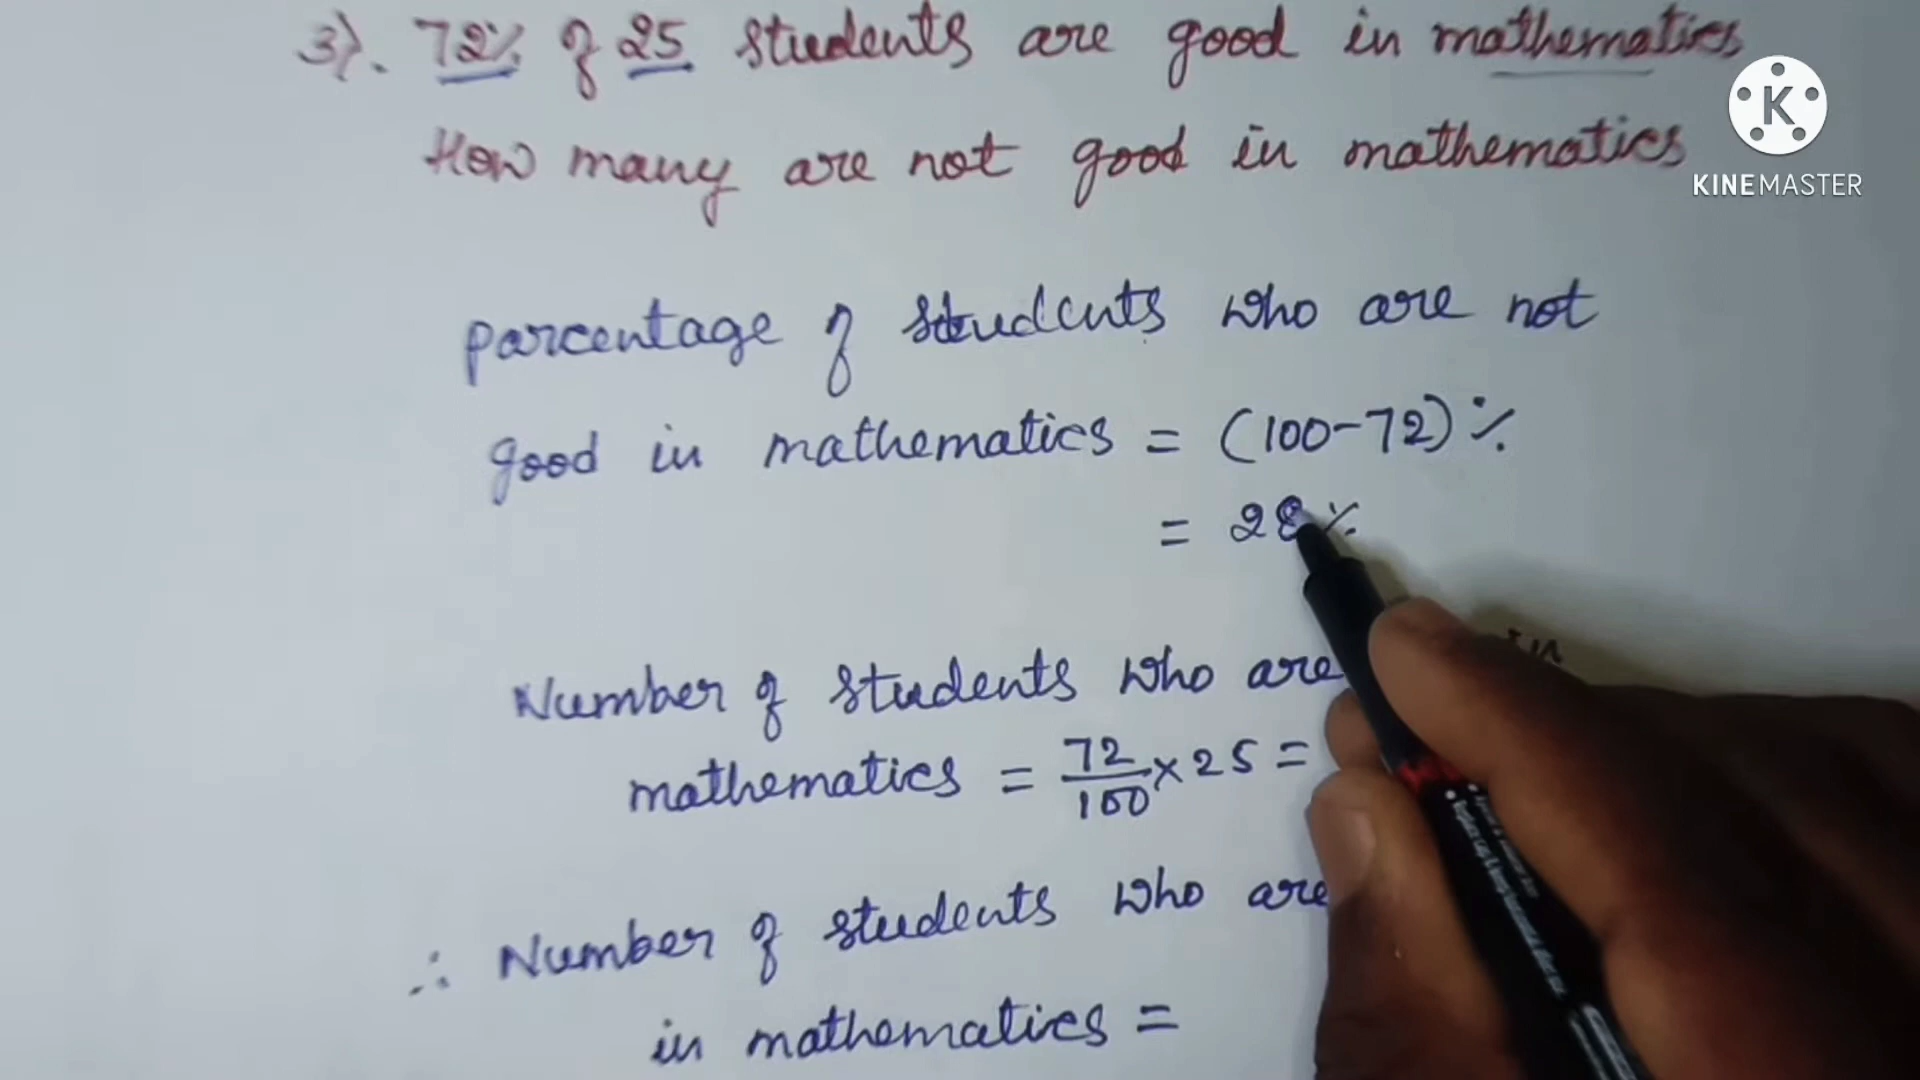 3). 72% of 25 students are good in mathematics
How many are not good in mathematics
K
KINEMASTER
parcentage of students who are not
good in mathematics = (100-72)%
= 28%
Number of students who are in
mathematics = 72/100 × 25 =
∴ Number of students who are
in mathematics =